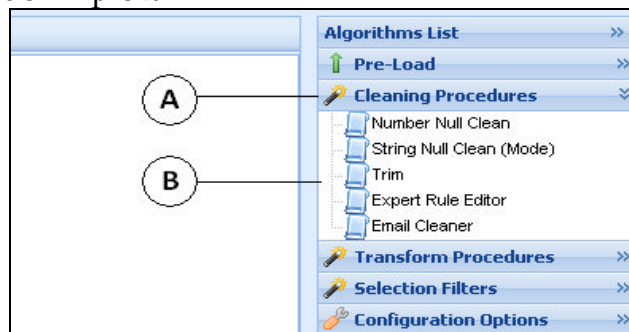 Algorithms List
Pre-Load
A
Cleaning Procedures
Number Null Clean
String Null Clean (Mode)
Trim
B
Expert Rule Editor
Email Cleaner
Transform Procedures
Selection Filters
Configuration Options